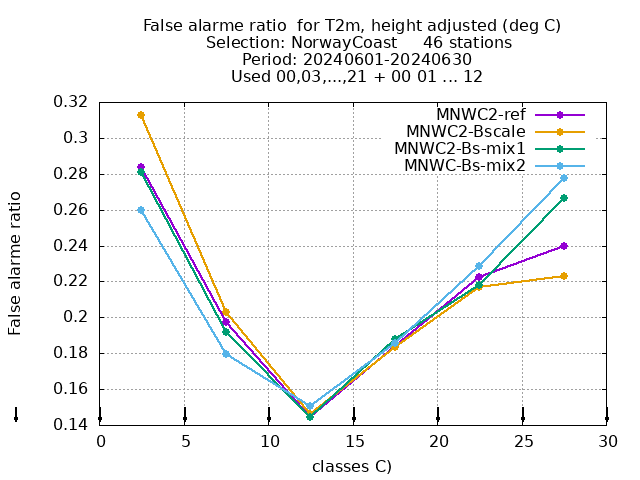 False alarme ratio  for T2m, height adjusted (deg C)
Selection: NorwayCoast     46 stations
Period: 20240601-20240630
Used 00,03,...,21 + 00 01 ... 12
MNWC2-ref
MNWC2-Bscale
MNWC2-Bs-mix1
MNWC-Bs-mix2
False alarme ratio
0.32
0.3
0.28
0.26
0.24
0.22
0.2
0.18
0.16
0.14
0 5 10 15 20 25 30
classes C)